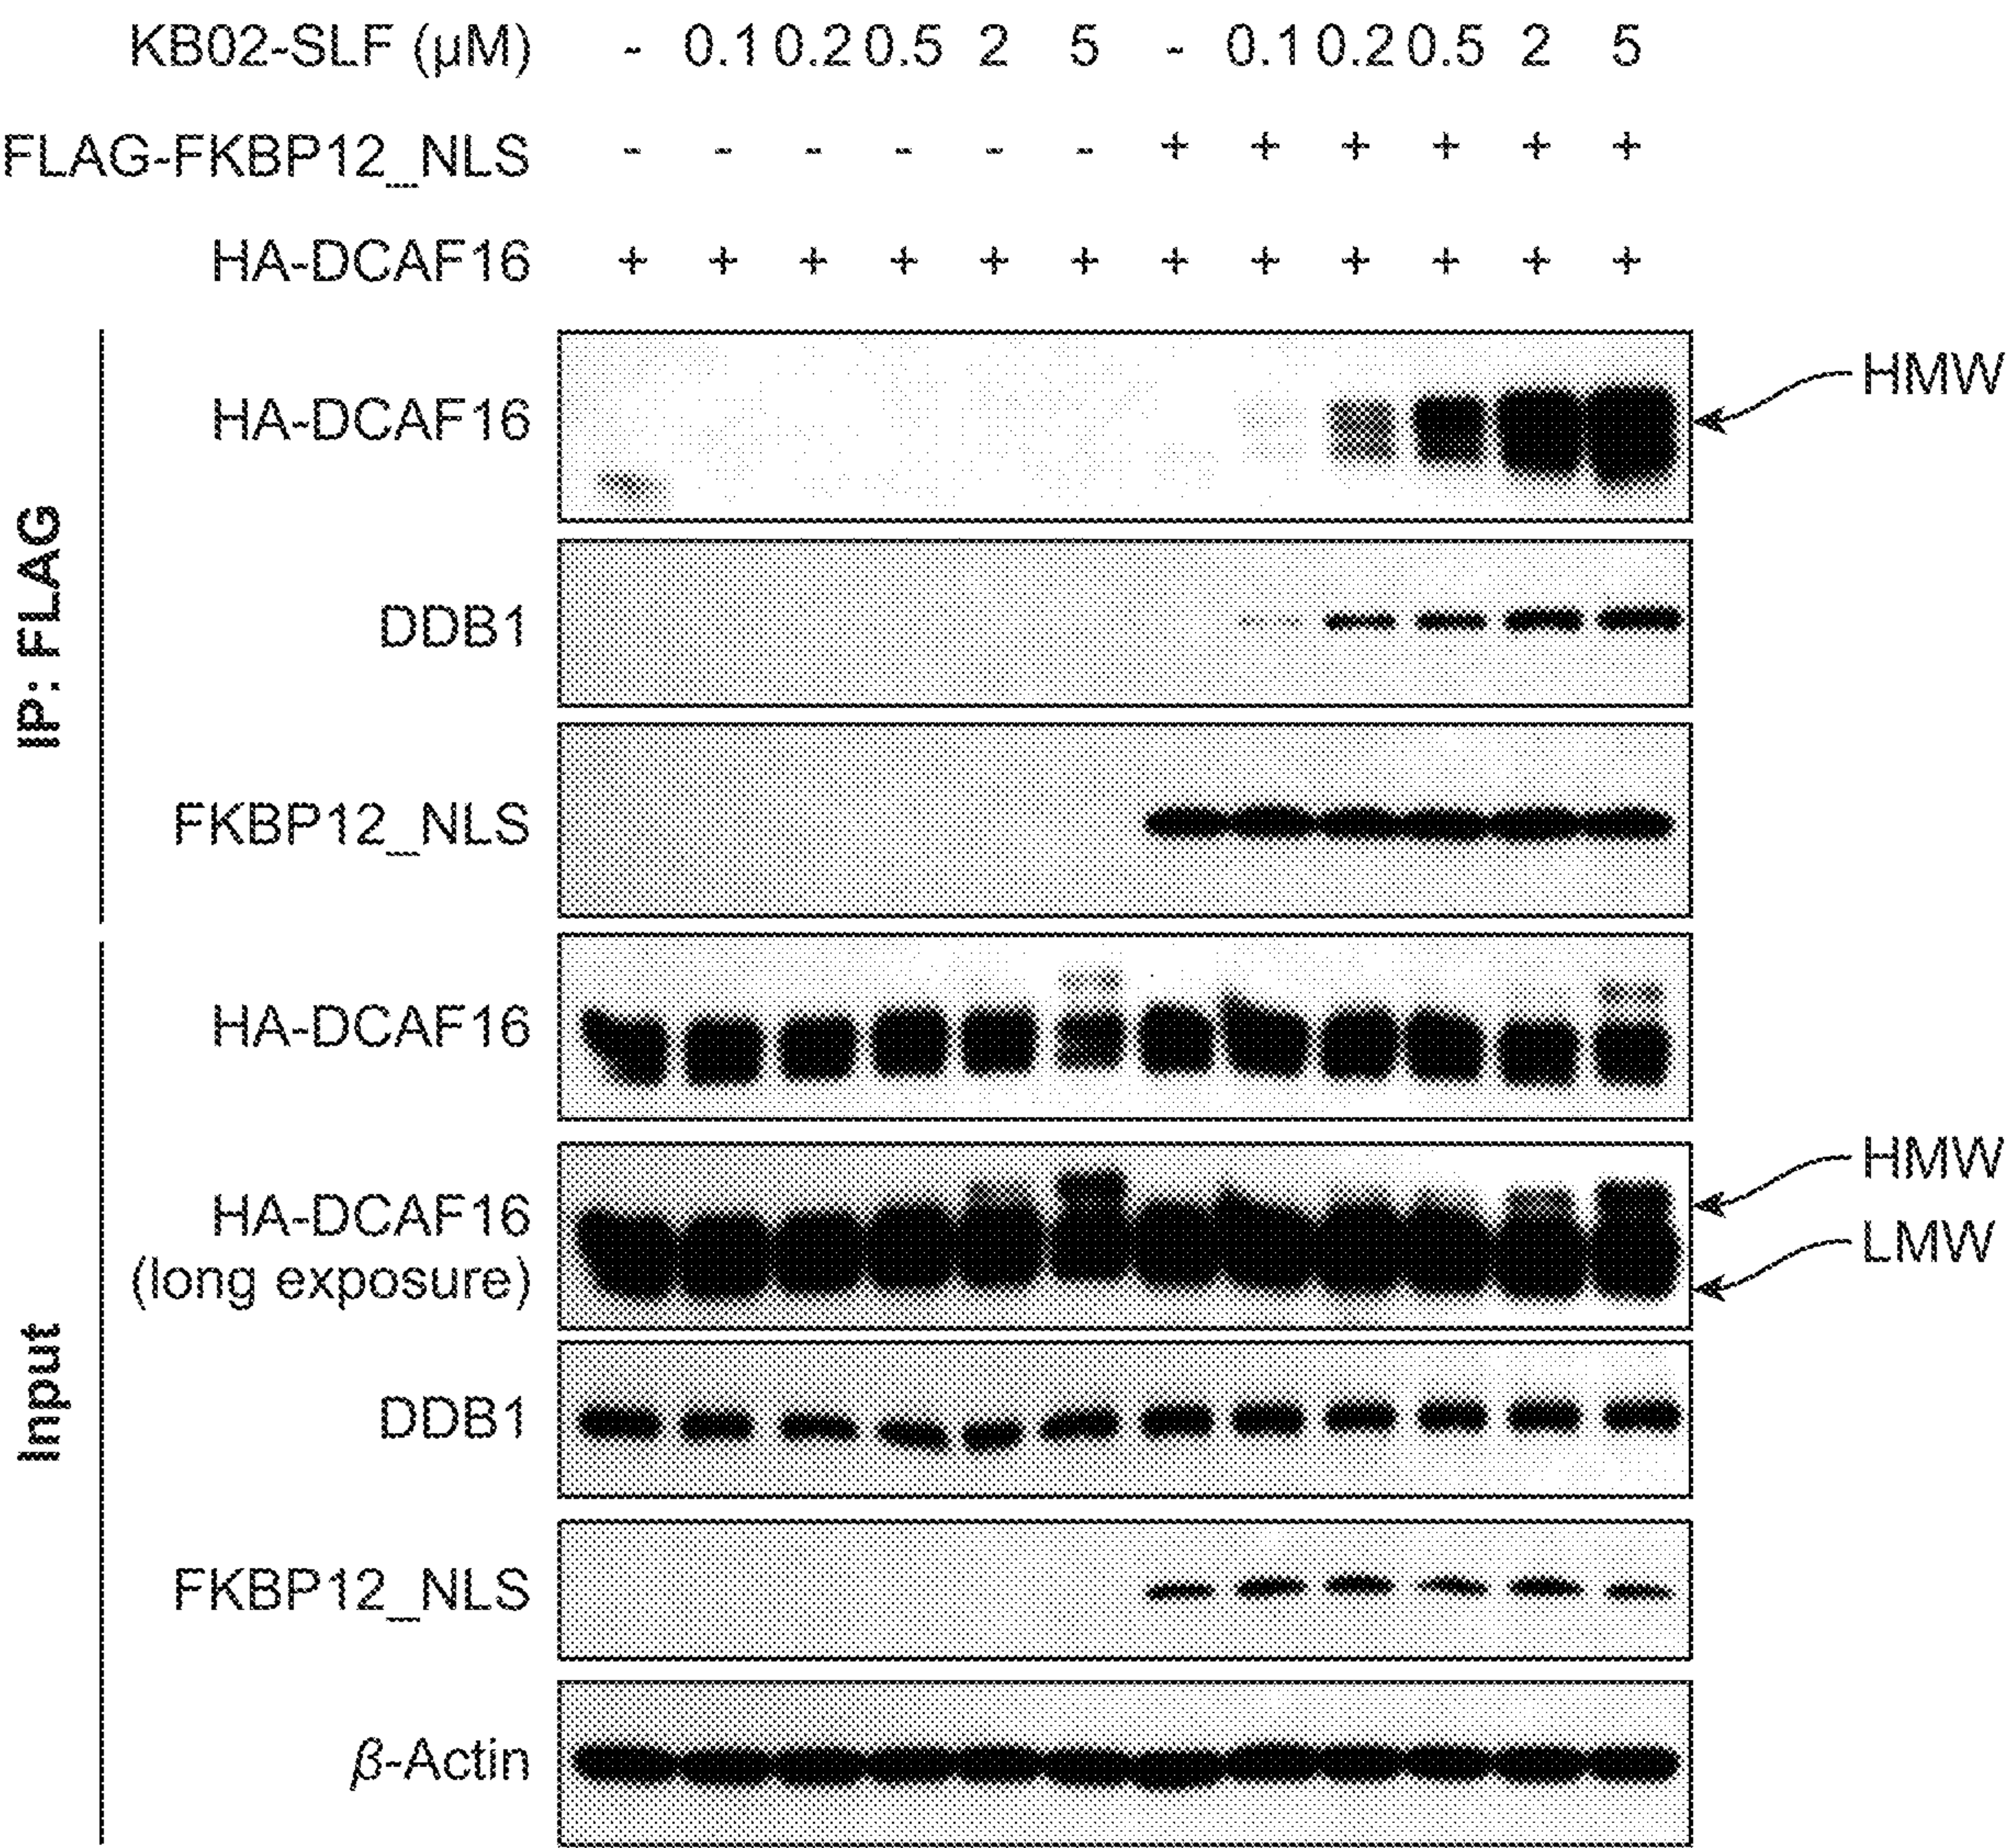 KB02-SLF (μM) - 0.1 0.2 0.5 2 5 - 0.1 0.2 0.5 2 5
FLAG-FKBP12_NLS - - - - - - + + + + + +
HA-DCAF16 + + + + + + + + + + + +
IP: FLAG
HA-DCAF16
HMW
DDB1
FKBP12_NLS
Input
HA-DCAF16
HA-DCAF16
(long exposure)
HMW
LMW
DDB1
FKBP12_NLS
β-Actin